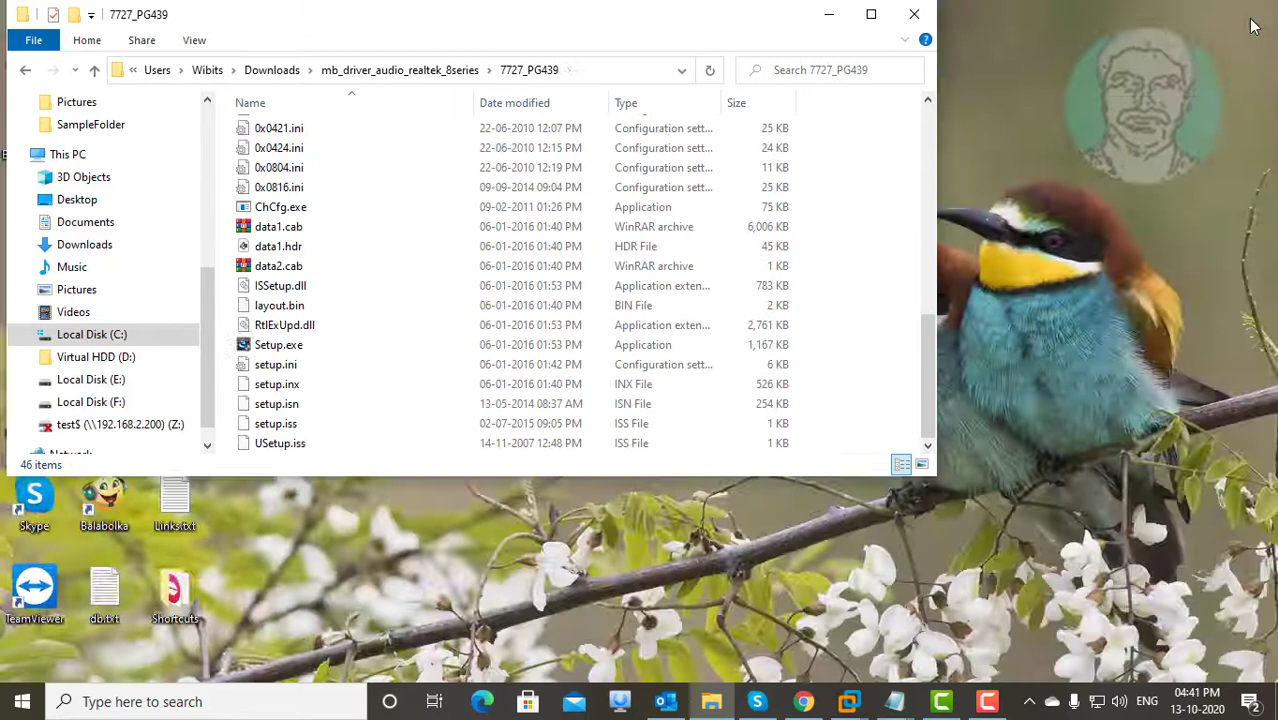 7727_PG439
File Home Share View
Users Wibits Downloads mb_driver_audio_realtek_8series 7727_PG439 Search 7727_PG439
Pictures
SampleFolder
This PC
3D Objects
Desktop
Documents
Downloads
Music
Pictures
Videos
Local Disk (C:)
Virtual HDD (D:)
Local Disk (E:)
Local Disk (F:)
test$ (\\192.168.2.200) (Z:)
Name Date modified Type Size
0x0421.ini 22-06-2010 12:07 PM Configuration sett... 25 KB
0x0424.ini 22-06-2010 12:15 PM Configuration sett... 24 KB
0x0804.ini 22-06-2010 12:19 PM Configuration sett... 11 KB
0x0816.ini 09-09-2014 09:04 PM Configuration sett... 25 KB
ChCfg.exe 09-02-2011 01:26 PM Application 75 KB
data1.cab 06-01-2016 01:40 PM WinRAR archive 6,006 KB
data1.hdr 06-01-2016 01:40 PM HDR File 45 KB
data2.cab 06-01-2016 01:40 PM WinRAR archive 1 KB
ISSetup.dll 06-01-2016 01:53 PM Application exten... 783 KB
layout.bin 06-01-2016 01:40 PM BIN File 2 KB
RtlExUpd.dll 06-01-2016 01:53 PM Application exten... 2,761 KB
Setup.exe 06-01-2016 01:53 PM Application 1,167 KB
setup.ini 06-01-2016 01:42 PM Configuration sett... 6 KB
setup.inx 06-01-2016 01:40 PM INX File 526 KB
setup.isn 13-05-2014 08:37 AM ISN File 254 KB
setup.iss 02-07-2015 09:05 PM ISS File 1 KB
USetup.iss 14-11-2007 12:48 PM ISS File 1 KB
46 items
Skype Balabolka Links.txt
TeamViewer db.txt Shortcuts
Type here to search
ENG
04:41 PM
13-10-2020
2